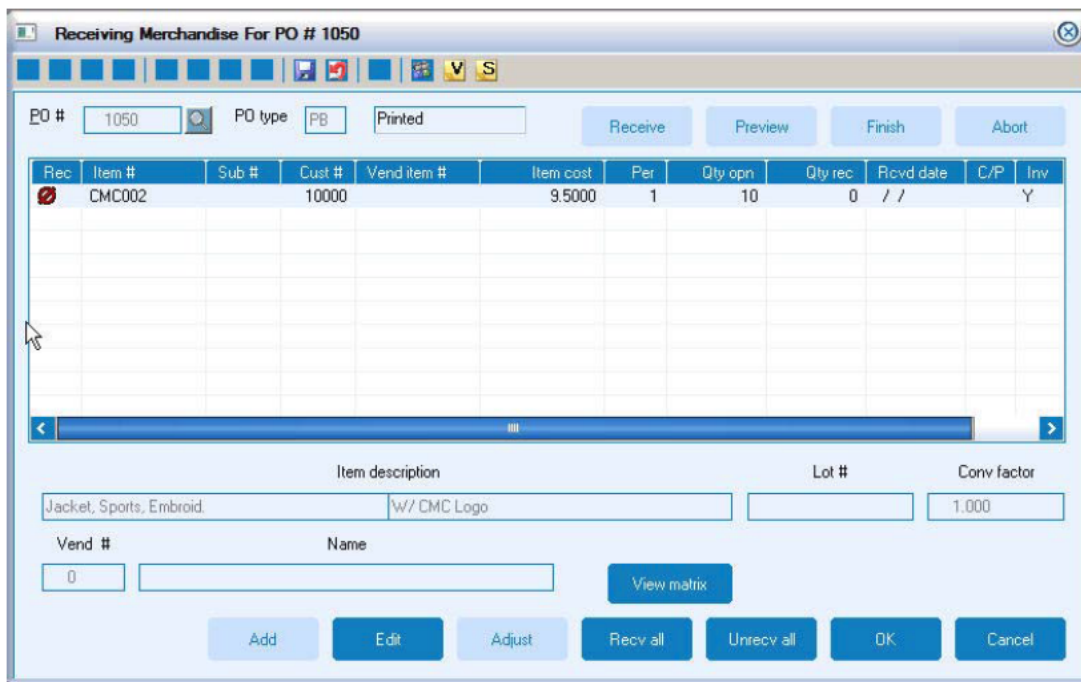 Receiving Merchandise For PO # 1050
V S
PO # 1050 PO type PB Printed Receive Preview Finish Abort
Rec Item # Sub # Cust # Vend item # Item cost Per Qty opn Qty rec Rcvd date C/P Inv
CMC002 10000 9.5000 1 10 0 / / Y
Item description Lot # Conv factor
Jacket, Sports, Embroid. W/ CMC Logo 1.000
Vend # Name
0
View matrix
Add Edit Adjust Recv all Unrecv all OK Cancel